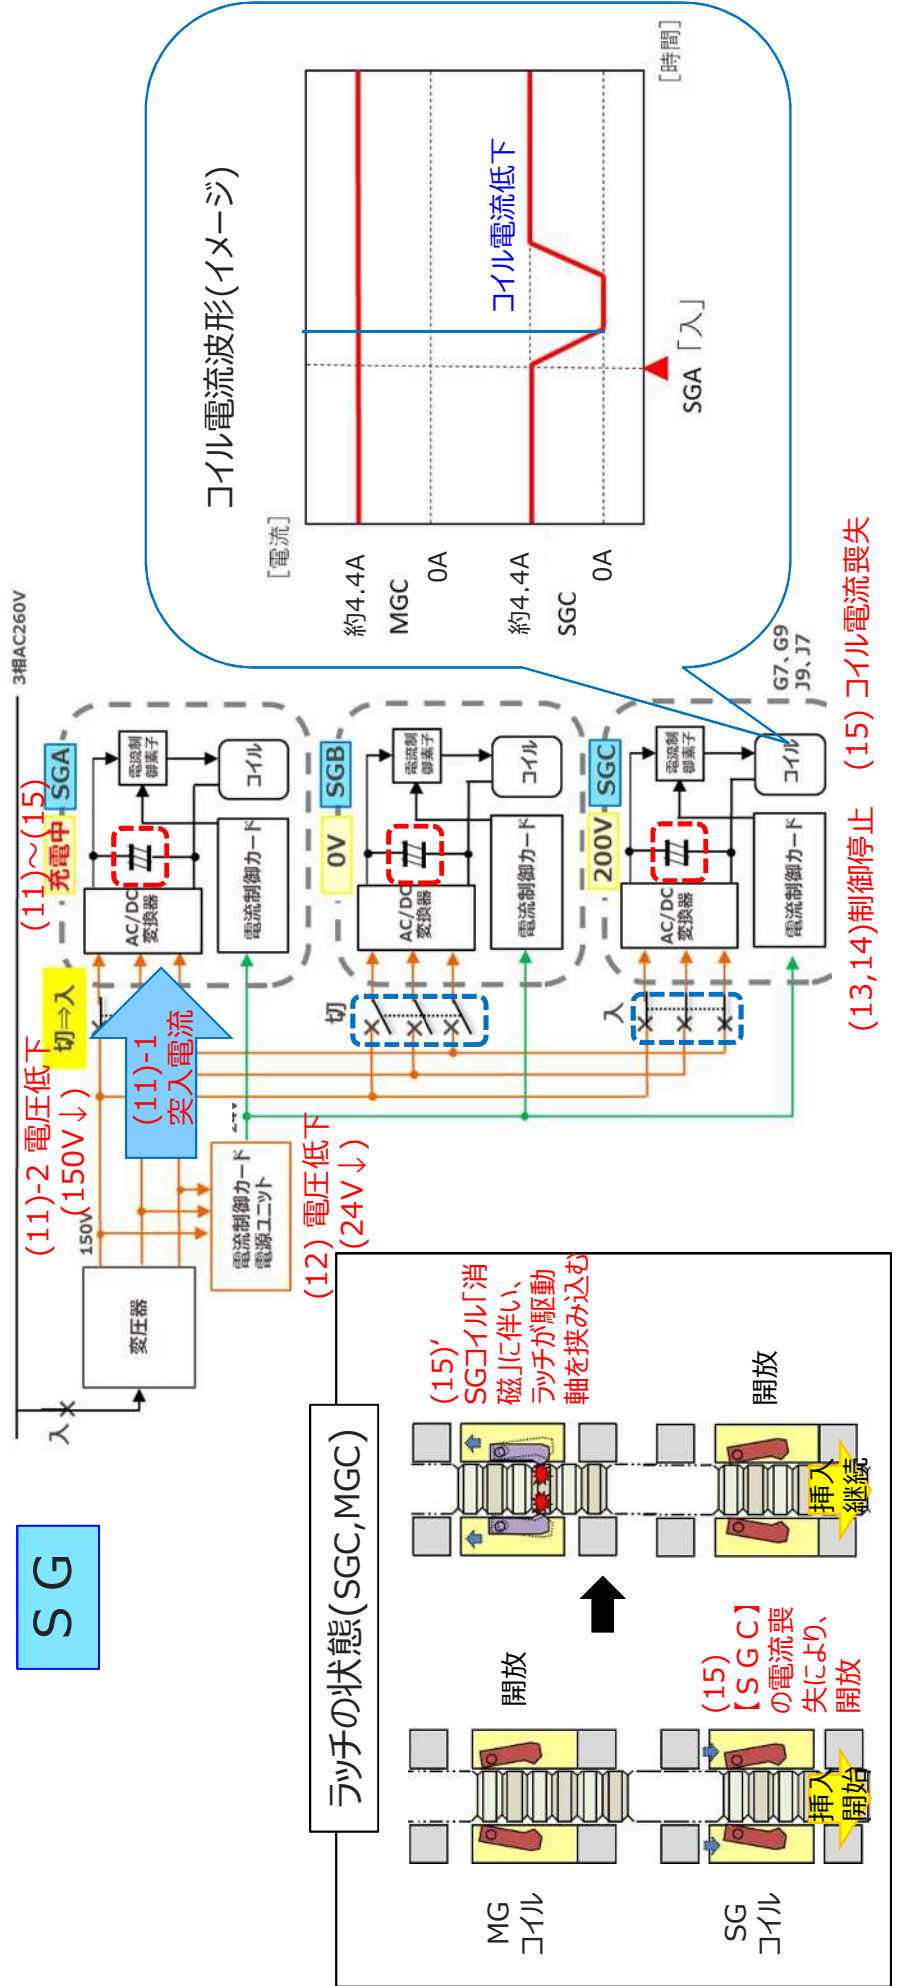 SG
3相AC260V
入
変圧器
150V
(11)-2 電圧低下
(150V↓)
電流制御カード
電源ユニット
(12) 電圧低下
(24V↓)
(11)-1
突入電流
切⇒入
(11)～(15)
充電中
SGA
AC/DC
変換器
電流制
御素子
コイル
電流制御カード
切
0V
SGB
AC/DC
変換器
電流制
御素子
コイル
電流制御カード
入
200V
SGC
AC/DC
変換器
電流制
御素子
コイル
電流制御カード
G7、G9
J9、J7
(13,14)制御停止
(15) コイル電流喪失
コイル電流波形(イメージ)
[電流]
約4.4A
MGC
0A
約4.4A
SGC
0A
コイル電流低下
SGA「入」
[時間]
ラッチの状態(SGC,MGC)
MG
コイル
開放
(15)′
SGコイル「消
磁」に伴い、
ラッチが駆動
軸を挟み込む
SG
コイル
挿入
開始
(15)
【SGC】
の電流喪
失により、
開放
開放
挿入
継続